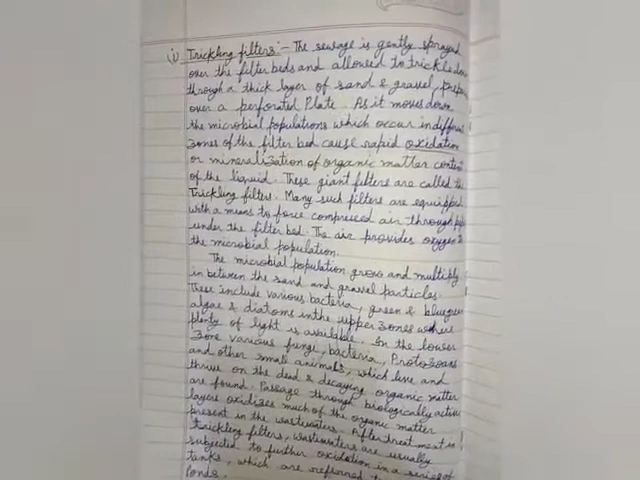 (i) Trickling filters :- The sewage is gently sprayed
over the filter beds and allowed to trickle down
through a thick layer of sand & gravel,
over a perforated Plate. As it moves down
the microbial populations which occur in different
zones of the filter bed cause rapid oxidation
or mineralization of organic matter content
of the liquid. These giant filters are called the
Trickling filters. Many such filters are equipped
with a means to force compressed air through
under the filter bed. The air provides oxygen to
the microbial population.
The microbial population grows and multiply
in between the sand and gravel particles.
These include various bacteria, green & bluegreen
algae & diatoms in the upper zones where
plenty of light is available. In the lower
zone various fungi, bacteria, Protozoans
and other small animals, which live and
thrive on the dead & decaying organic matter
are found. Passage through biologically active
layers oxidizes much of the organic matter
present in the wastewaters. After treatment in
trickling filters, wastewaters are usually
subjected to further oxidation in a series of
tanks, which are referred
Ponds.